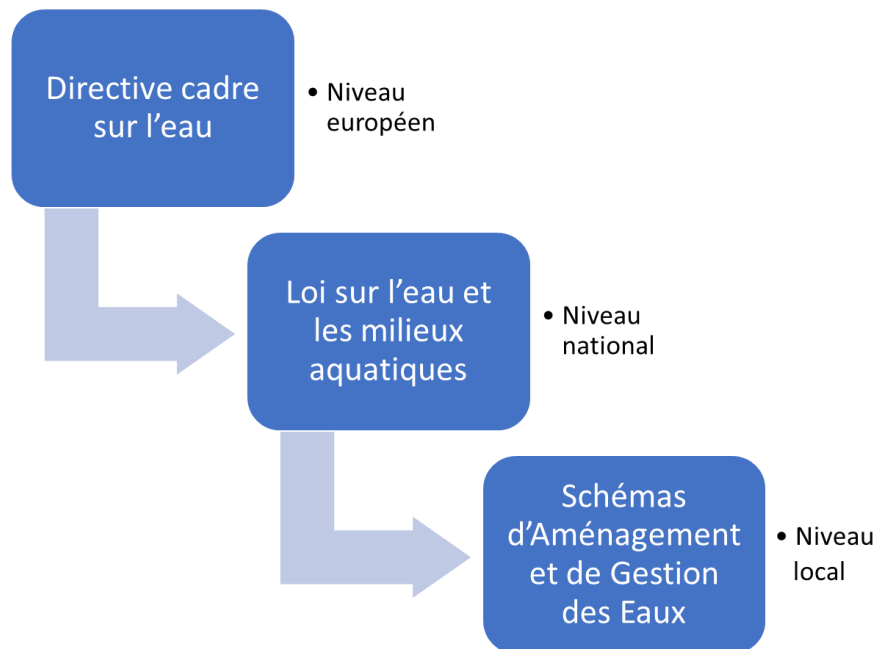 Directive cadre
sur l’eau
• Niveau
européen
Loi sur l’eau et
les milieux
aquatiques
• Niveau
national
Schémas
d’Aménagement
et de Gestion
des Eaux
• Niveau
local